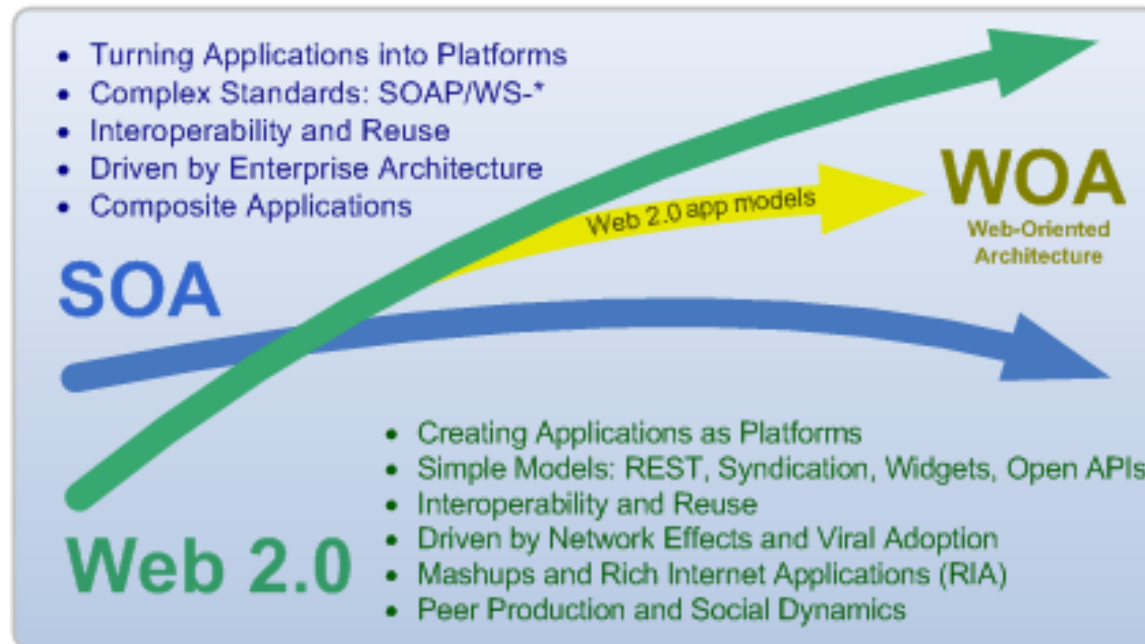 • Turning Applications into Platforms
• Complex Standards: SOAP/WS-*
• Interoperability and Reuse
• Driven by Enterprise Architecture
• Composite Applications
SOA
Web 2.0 app models
WOA
Web-Oriented
Architecture
• Creating Applications as Platforms
• Simple Models: REST, Syndication, Widgets, Open APIs
• Interoperability and Reuse
• Driven by Network Effects and Viral Adoption
• Mashups and Rich Internet Applications (RIA)
• Peer Production and Social Dynamics
Web 2.0